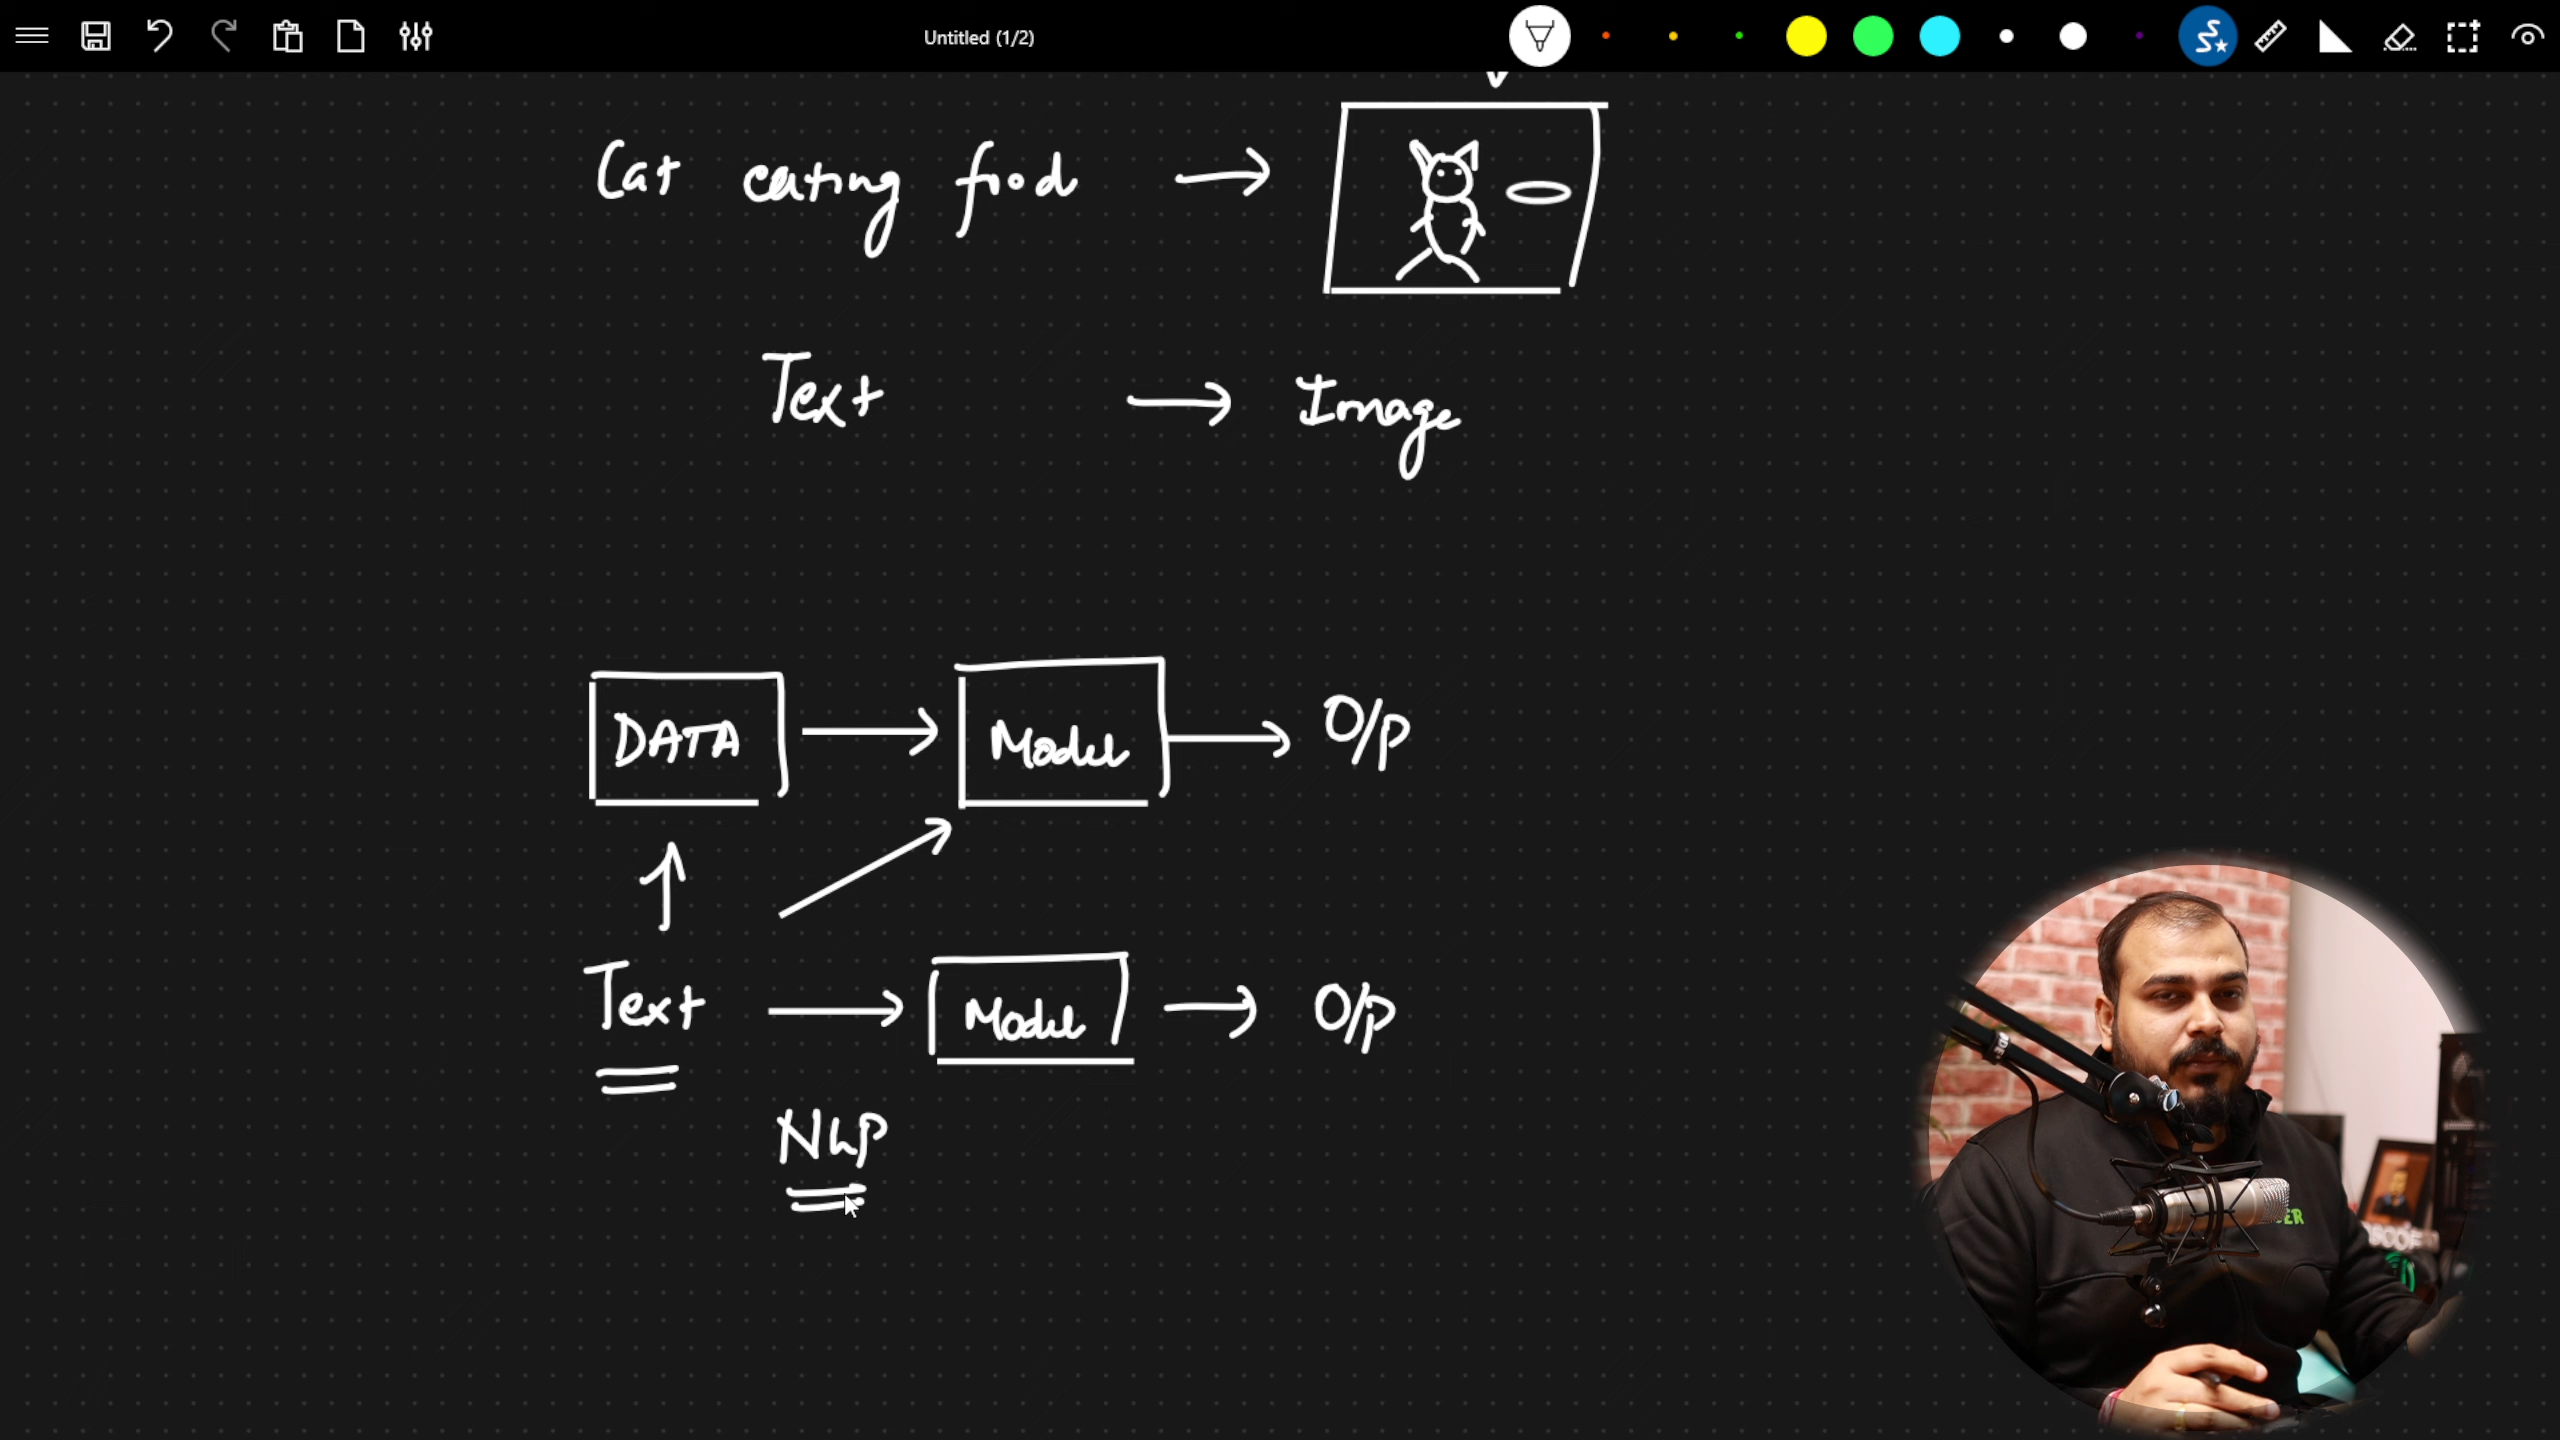 Untitled (1/2)
Cat eating food →
Text → Image
DATA → Model → O/p
Text → Model → O/p
NLP